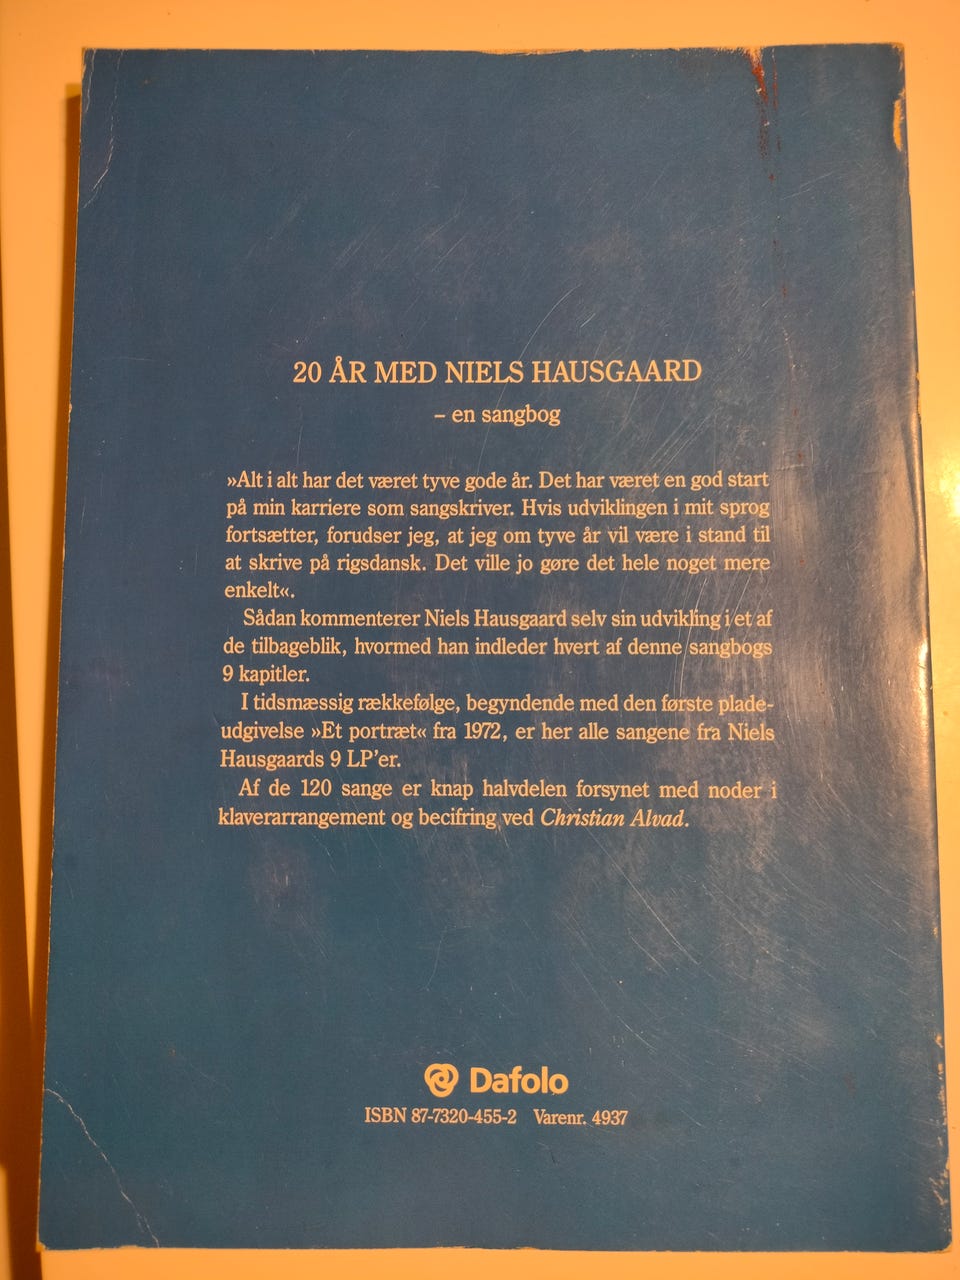 20 ÅR MED NIELS HAUSGAARD
– en sangbog
»Alt i alt har det været tyve gode år. Det har været en god start
på min karriere som sangskriver. Hvis udviklingen i mit sprog
fortsætter, forudser jeg, at jeg om tyve år vil være i stand til
at skrive på rigsdansk. Det ville jo gøre det hele noget mere
enkelt«.
Sådan kommenterer Niels Hausgaard selv sin udvikling i et af
de tilbageblik, hvormed han indleder hvert af denne sangbogs
9 kapitler.
I tidsmæssig rækkefølge, begyndende med den første plade-
udgivelse »Et portræt« fra 1972, er her alle sangene fra Niels
Hausgaards 9 LP'er.
Af de 120 sange er knap halvdelen forsynet med noder i
klaverarrangement og becifring ved Christian Alvad.
Dafolo
ISBN 87-7320-455-2 Varenr. 4937